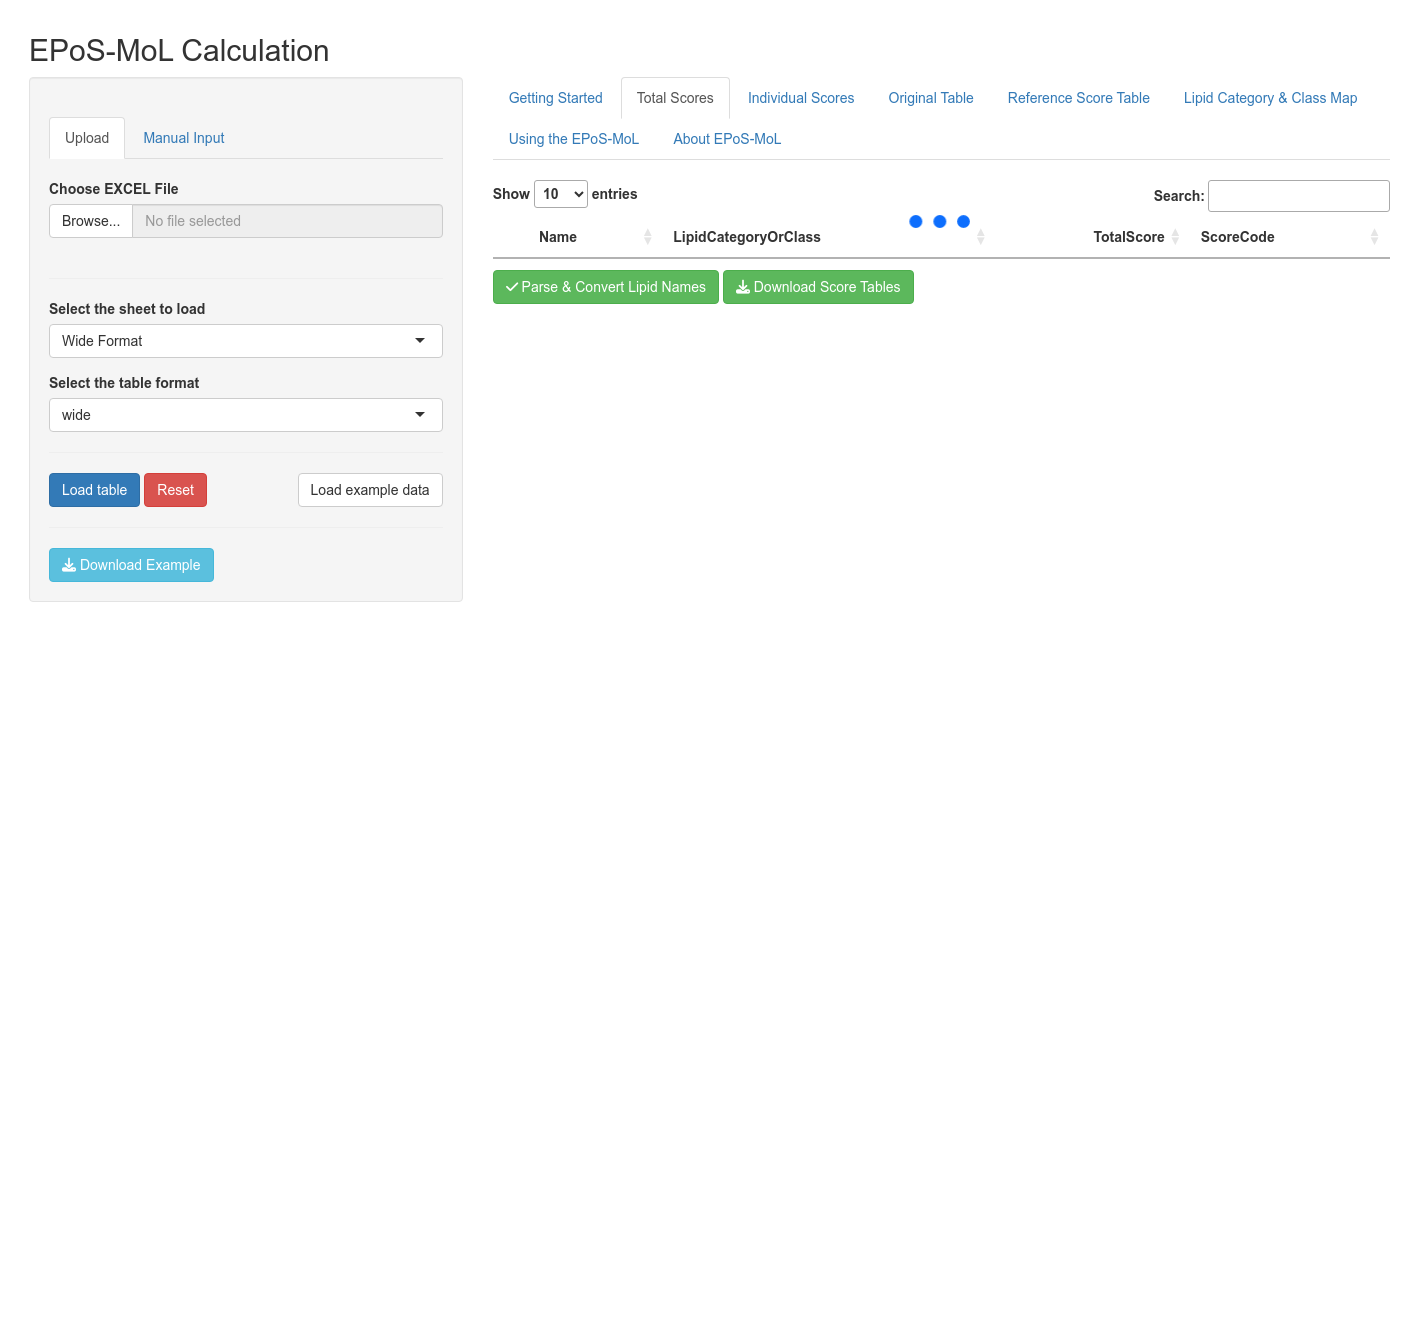 EPoS-MoL Calculation
Upload
Manual Input
Choose EXCEL File
Browse... No file selected
Select the sheet to load
Wide Format
Select the table format
wide
Load table Reset Load example data
Download Example
Getting Started Total Scores Individual Scores Original Table Reference Score Table Lipid Category & Class Map
Using the EPoS-MoL About EPoS-MoL
Show 10 entries Search:
Name LipidCategoryOrClass TotalScore ScoreCode
Parse & Convert Lipid Names Download Score Tables